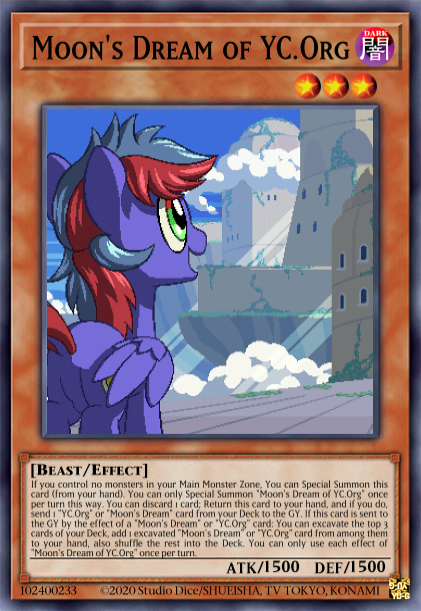 Moon's Dream of YC.Org
DARK
闇
[Beast/Effect]
If you control no monsters in your Main Monster Zone, You can Special Summon this
card (from your hand). You can only Special Summon "Moon's Dream of YC.Org" once
per turn this way. You can discard 1 card; Return this card to your hand, and if you do,
send 1 "YC.Org" or "Moon's Dream" card from your Deck to the GY. If this card is sent to
the GY by the effect of a "Moon's Dream" or "YC.Org" card: You can excavate the top 3
cards of your Deck, add 1 excavated "Moon's Dream" or "YC.Org" card from among them
to your hand, also shuffle the rest into the Deck. You can only use each effect of
"Moon's Dream of YC.Org" once per turn.
ATK/1500 DEF/1500
102400233 ©2020 Studio Dice/SHUEISHA, TV TOKYO, KONAMI